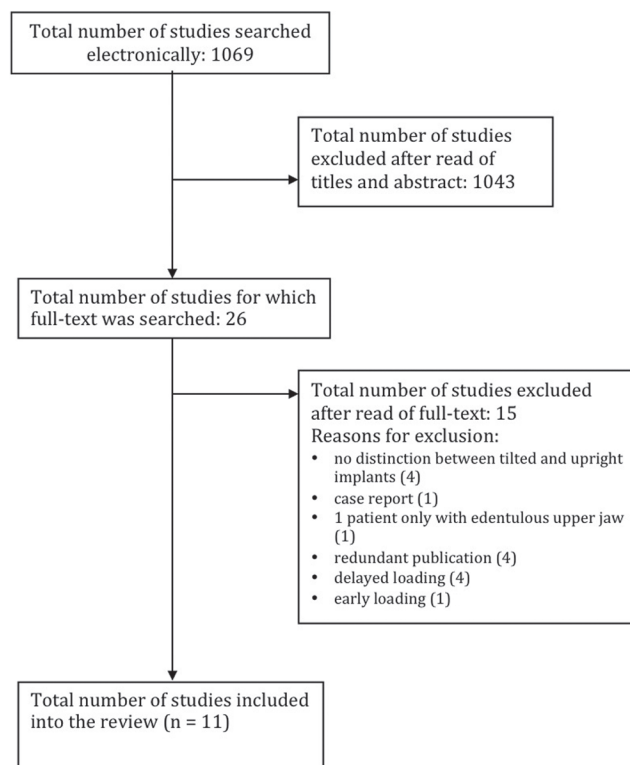 Total number of studies searched
electronically: 1069
Total number of studies
excluded after read of
titles and abstract: 1043
Total number of studies for which
full-text was searched: 26
Total number of studies excluded
after read of full-text: 15
Reasons for exclusion:
• no distinction between tilted and upright
implants (4)
• case report (1)
• 1 patient only with edentulous upper jaw
(1)
• redundant publication (4)
• delayed loading (4)
• early loading (1)
Total number of studies included
into the review (n = 11)